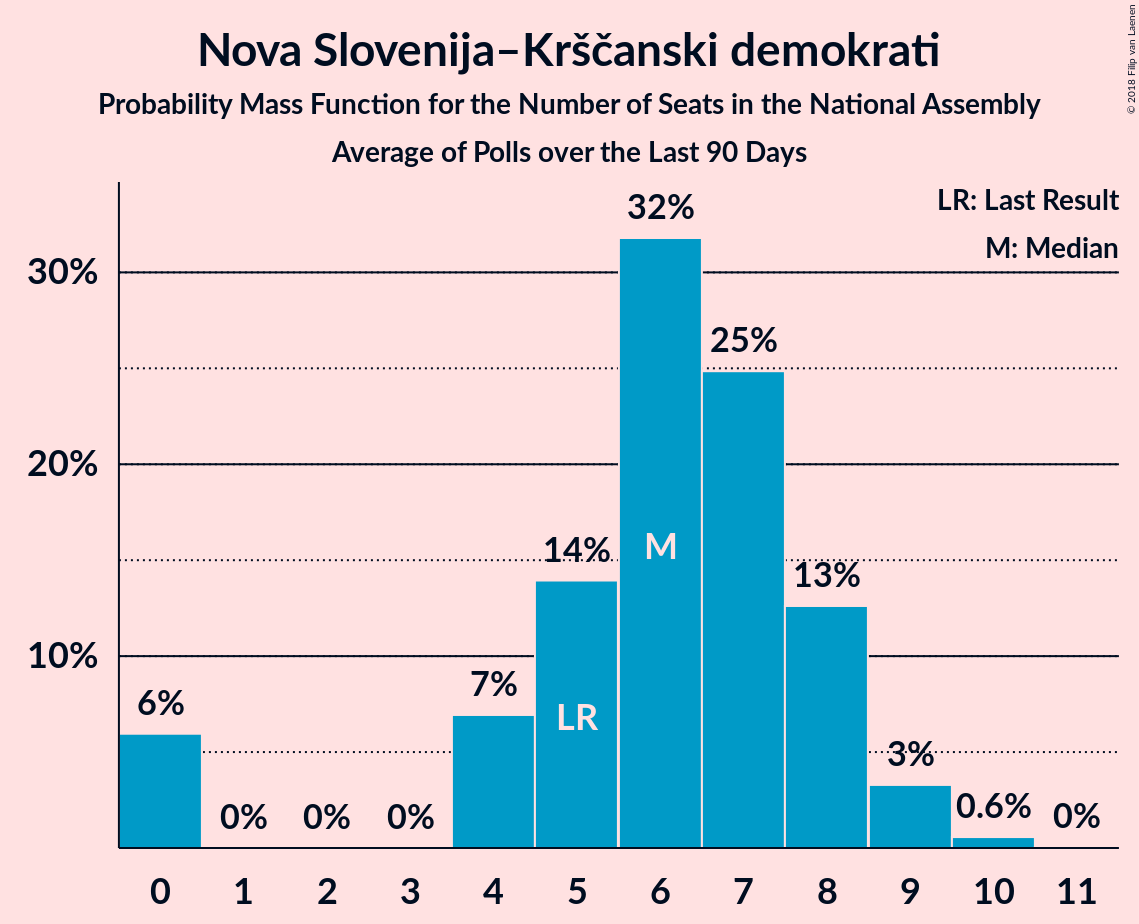 Nova Slovenija–Krščanski demokrati
Probability Mass Function for the Number of Seats in the National Assembly
Average of Polls over the Last 90 Days
© 2018 Filip van Laenen
LR: Last Result
M: Median
30%
20%
10%
6%
0%
0%
0%
7%
14%
32%
25%
13%
3%
0.6%
0%
LR
M
0 1 2 3 4 5 6 7 8 9 10 11